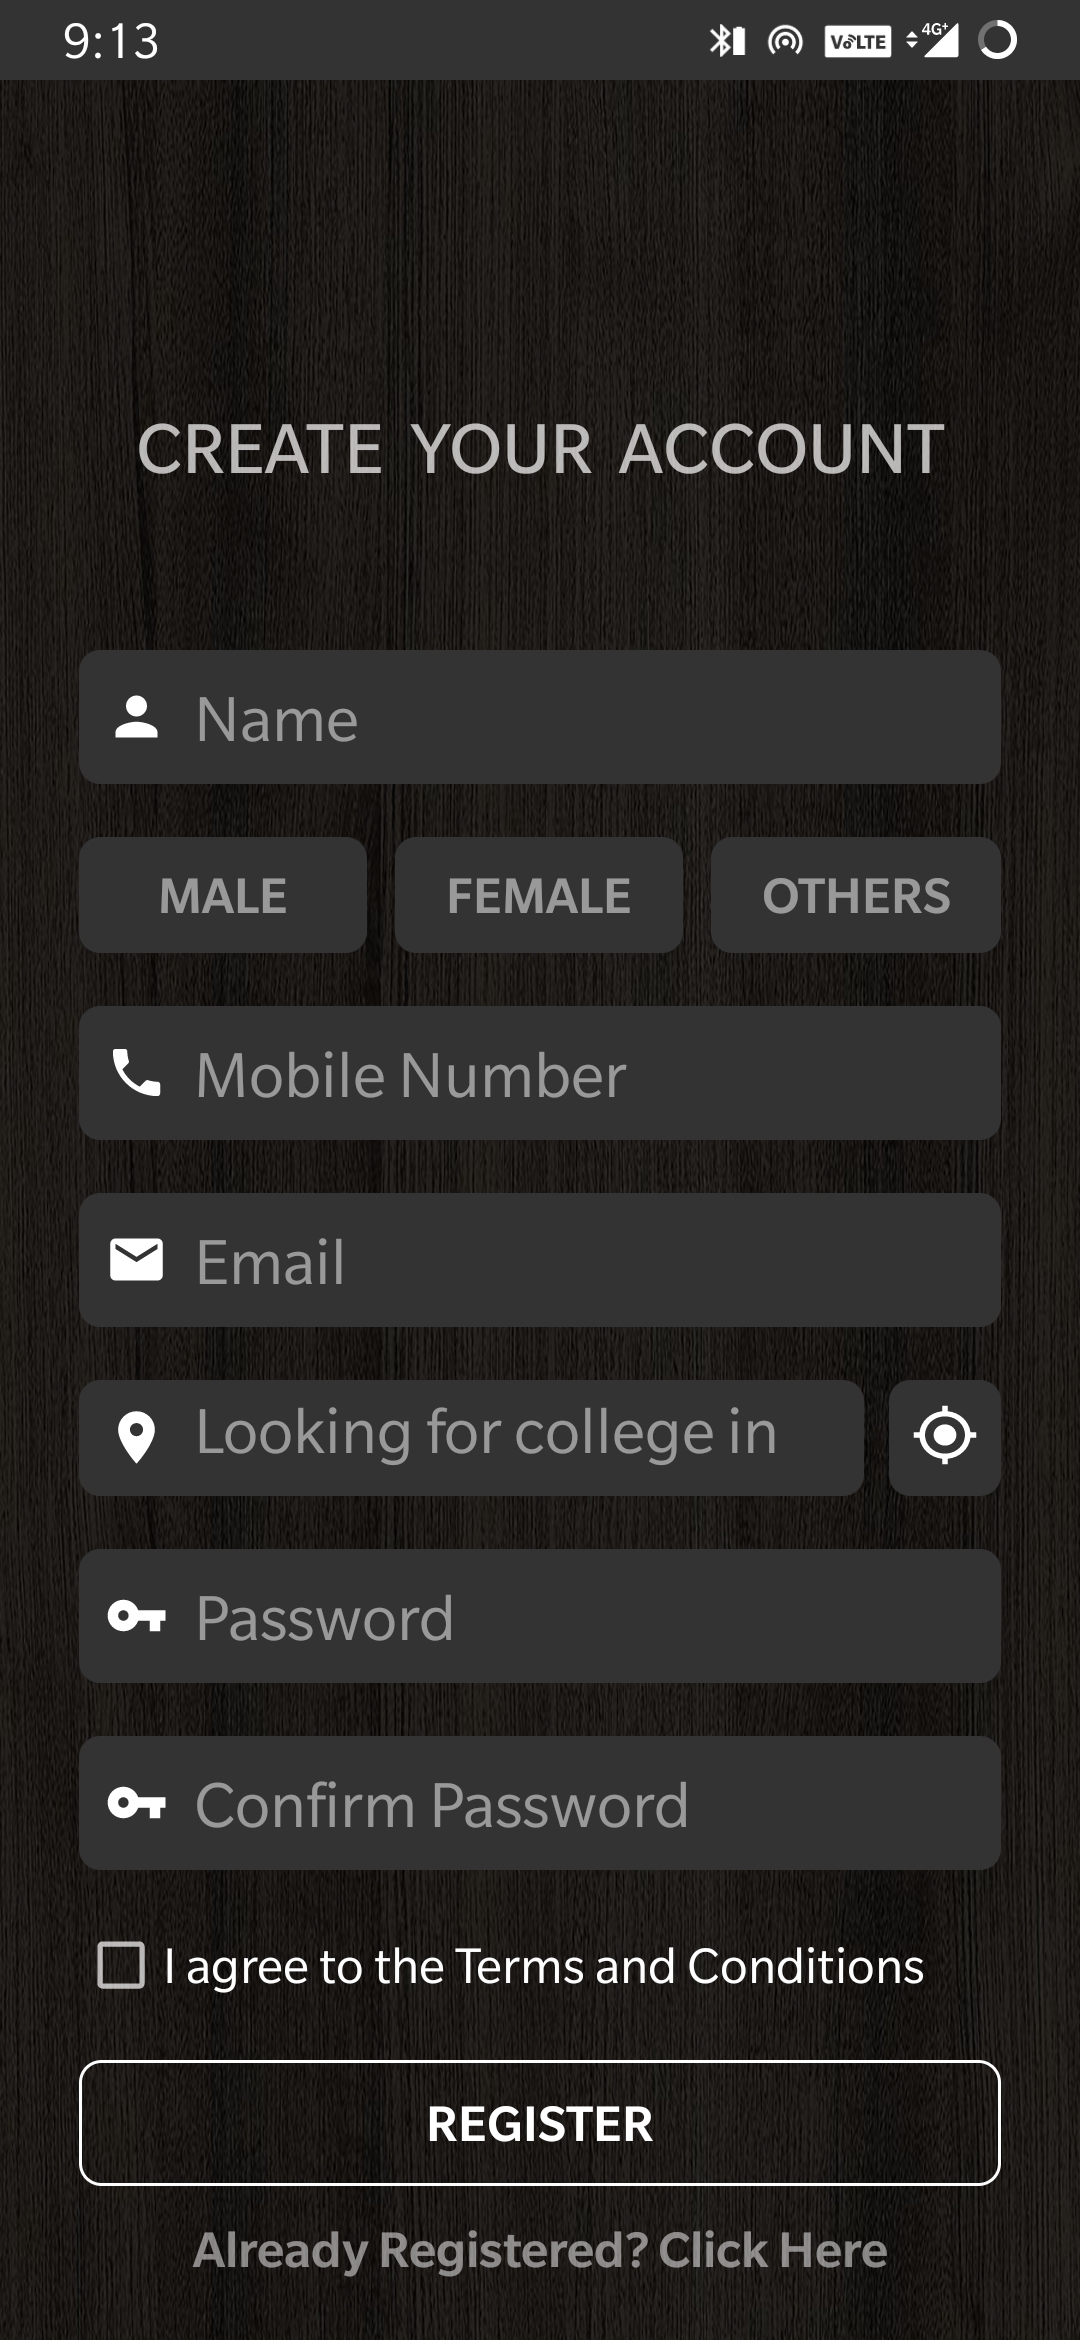 9:13
VoLTE 4G+
CREATE YOUR ACCOUNT
Name
MALE FEMALE OTHERS
Mobile Number
Email
Looking for college in
Password
Confirm Password
I agree to the Terms and Conditions
REGISTER
Already Registered? Click Here